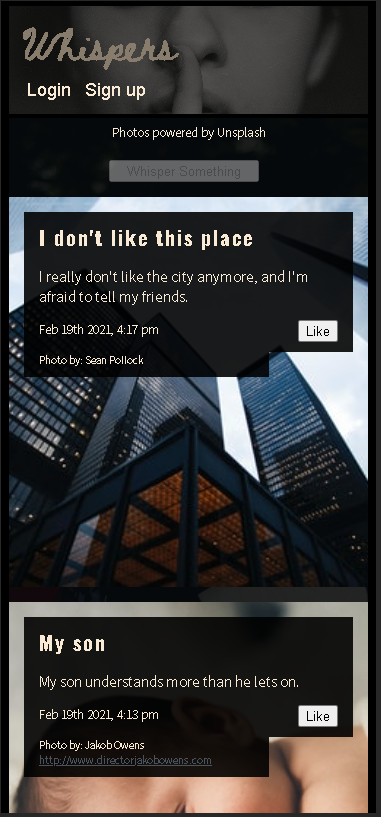 Whispers
Login Sign up
Photos powered by Unsplash
Whisper Something
I don't like this place
I really don't like the city anymore, and I'm
afraid to tell my friends.
Feb 19th 2021, 4:17 pm
Like
Photo by: Sean Pollock
My son
My son understands more than he lets on.
Feb 19th 2021, 4:13 pm
Like
Photo by: Jakob Owens
http://www.directorjakobowens.com